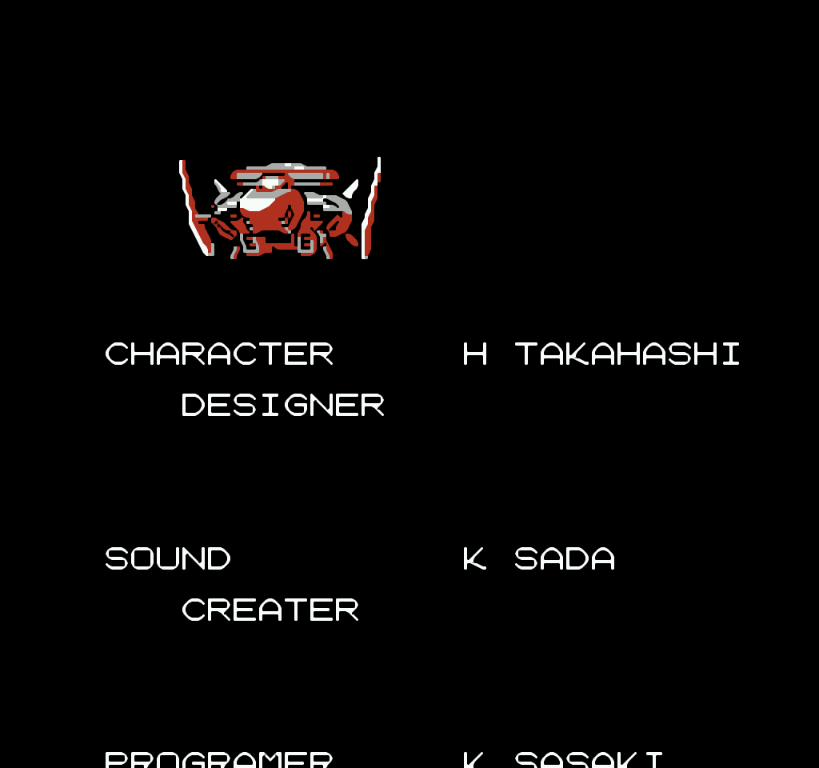 CHARACTER H TAKAHASHI
DESIGNER
SOUND K SADA
CREATER
PROGRAMER K SASAKI